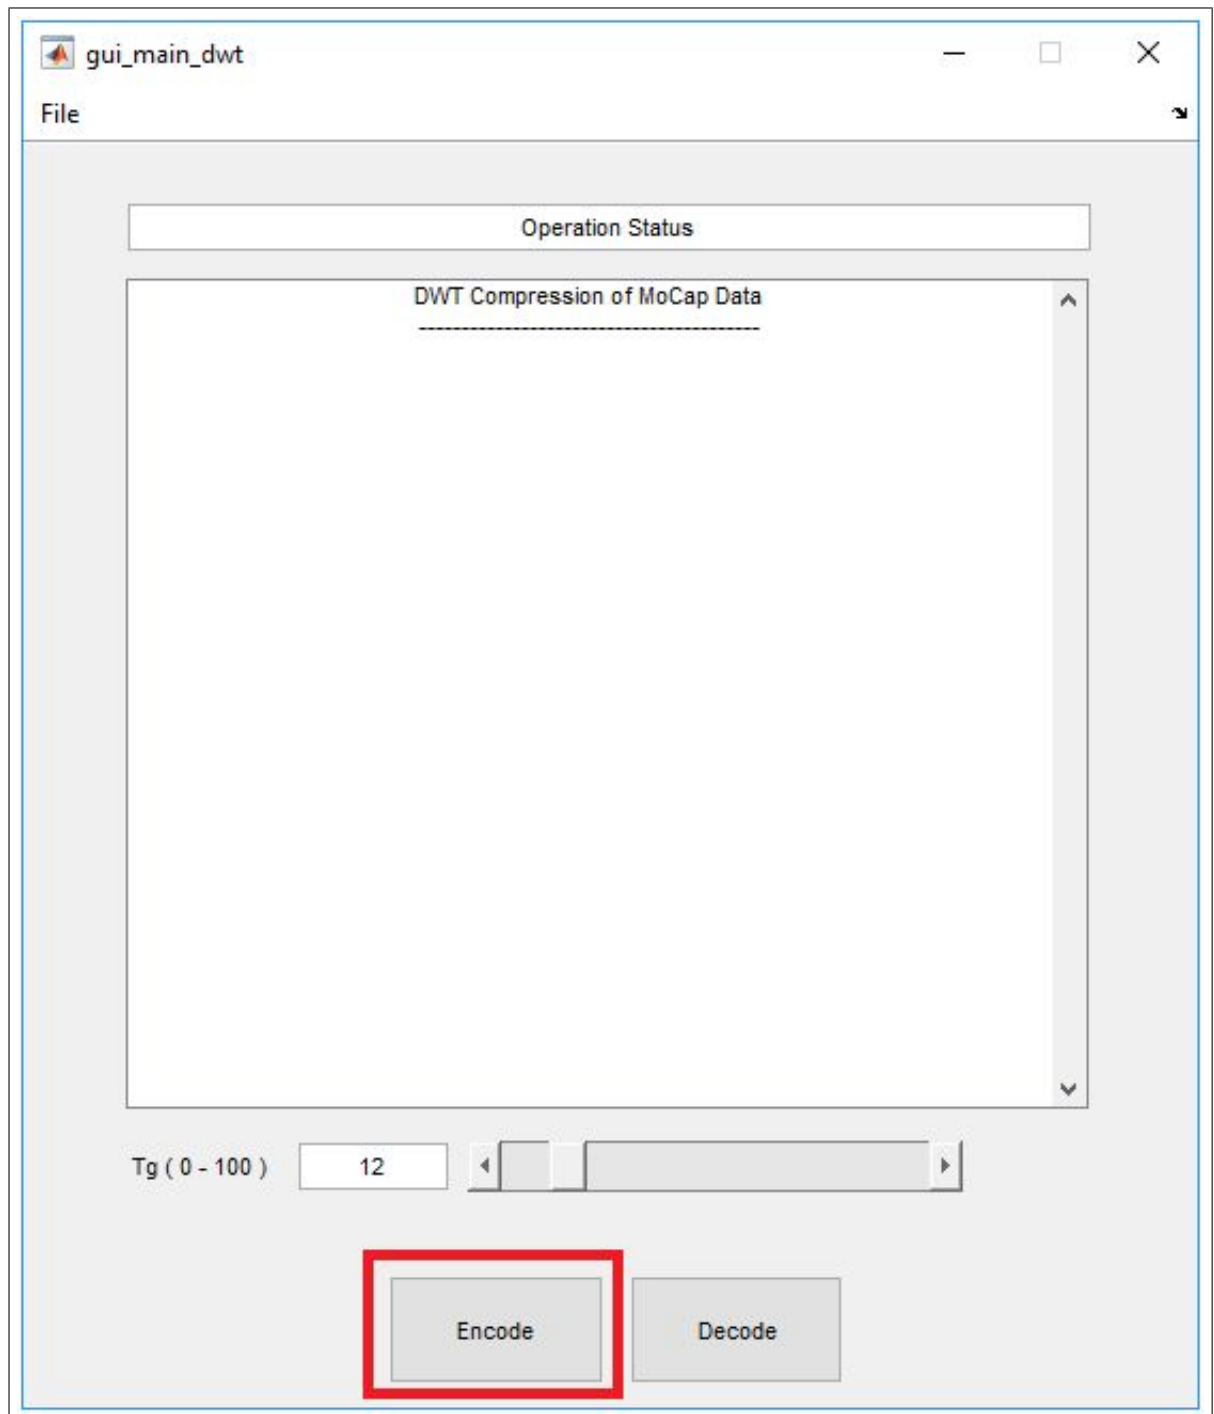 gui_main_dwt
File
Operation Status
DWT Compression of MoCap Data
--------------------------------------
Tg ( 0 - 100 ) 12
Encode Decode